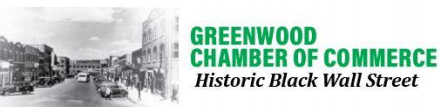 GREENWOOD
CHAMBER OF COMMERCE
Historic Black Wall Street